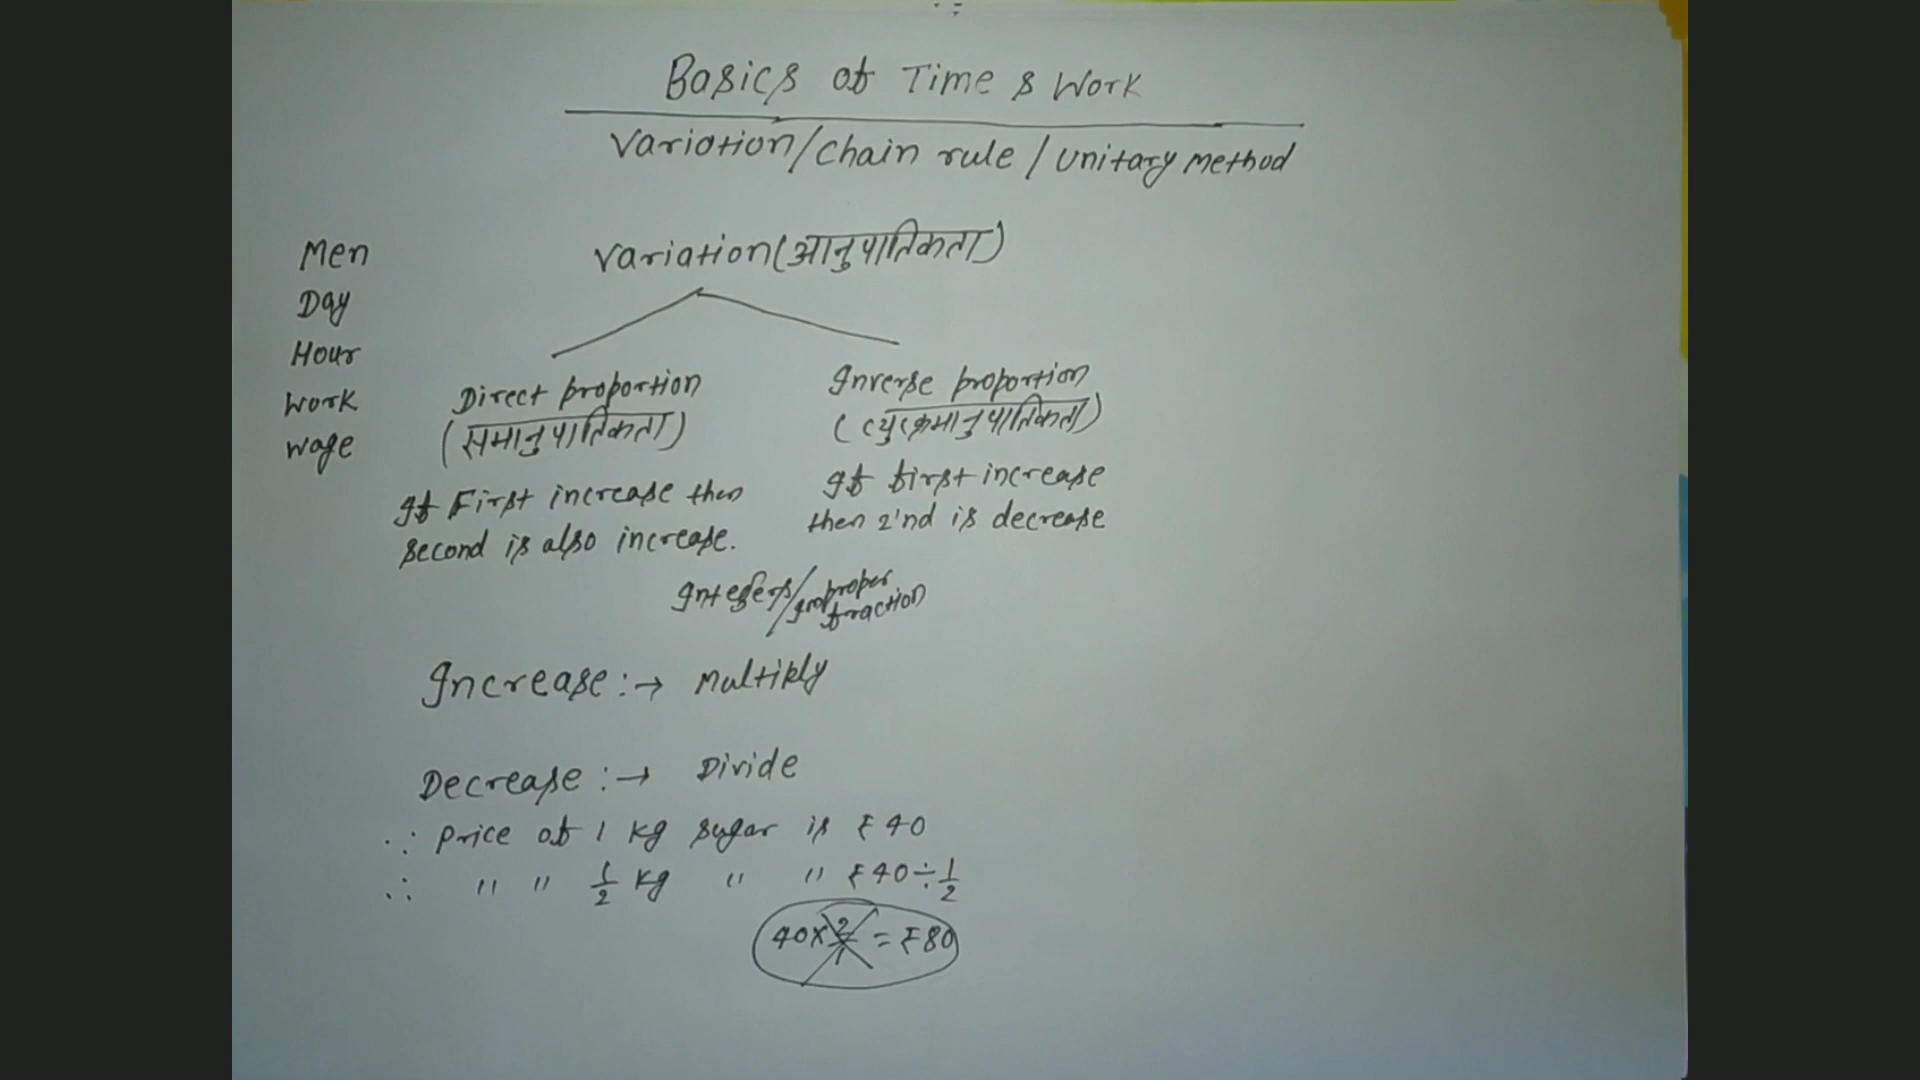 Basics of Time & Work
Variation/Chain rule/Unitary Method
Men
Day
Hour
Work
Wage
Variation(आनुपातिकता)
Direct proportion
(समानुपातिकता)
If First increase then
second is also increase.
Inverse proportion
(व्युत्क्रमानुपातिकता)
If first increase
then 2'nd is decrease
Integers/Improper
fraction
Increase :→ Multiply
Decrease :→ Divide
∵ price of 1 kg sugar is ₹40
∴ " " 1/2 kg " " ₹40÷1/2
40×2/1 = ₹80